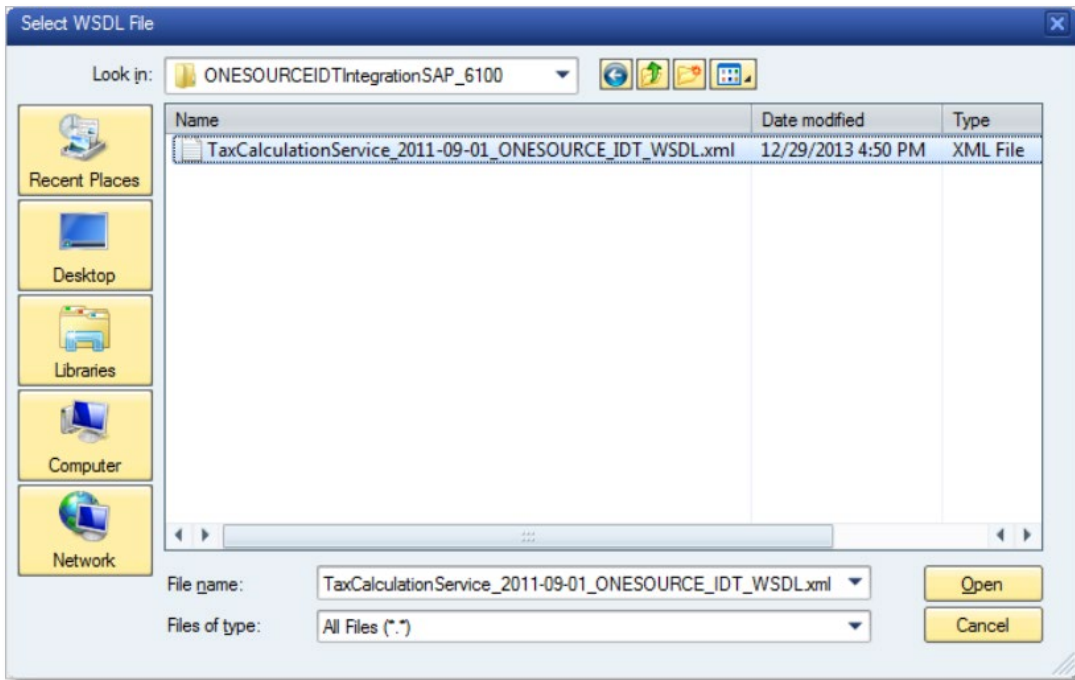 Select WSDL File
Look in: ONESOURCEIDTIntegrationSAP_6100
Name Date modified Type
TaxCalculationService_2011-09-01_ONESOURCE_IDT_WSDL.xml 12/29/2013 4:50 PM XML File
Recent Places
Desktop
Libraries
Computer
Network
File name: TaxCalculationService_2011-09-01_ONESOURCE_IDT_WSDL.xml Open
Files of type: All Files (*.*) Cancel